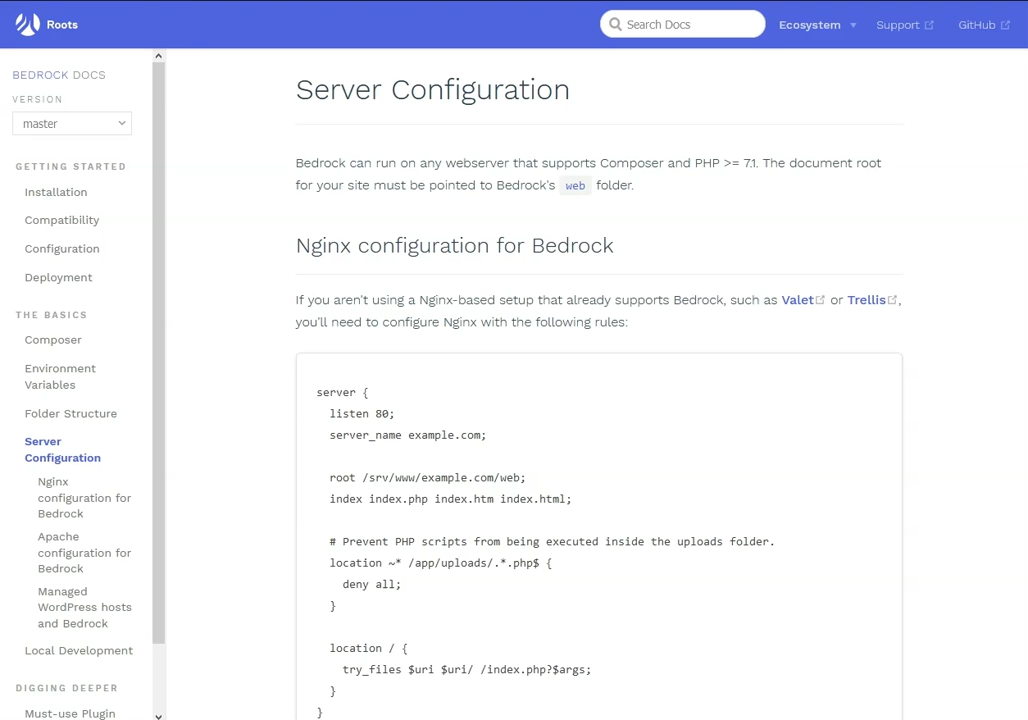 Roots
Search Docs
Ecosystem
Support
GitHub
BEDROCK DOCS
VERSION
master
GETTING STARTED
Installation
Compatibility
Configuration
Deployment
THE BASICS
Composer
Environment
Variables
Folder Structure
Server
Configuration
Nginx
configuration for
Bedrock
Apache
configuration for
Bedrock
Managed
WordPress hosts
and Bedrock
Local Development
DIGGING DEEPER
Must-use Plugin
Server Configuration
Bedrock can run on any webserver that supports Composer and PHP >= 7.1. The document root
for your site must be pointed to Bedrock's web folder.
Nginx configuration for Bedrock
If you aren't using a Nginx-based setup that already supports Bedrock, such as Valet or Trellis,
you'll need to configure Nginx with the following rules:
server {
listen 80;
server_name example.com;
root /srv/www/example.com/web;
index index.php index.htm index.html;
# Prevent PHP scripts from being executed inside the uploads folder.
location ~* /app/uploads/.*.php$ {
deny all;
}
location / {
try_files $uri $uri/ /index.php?$args;
}
}